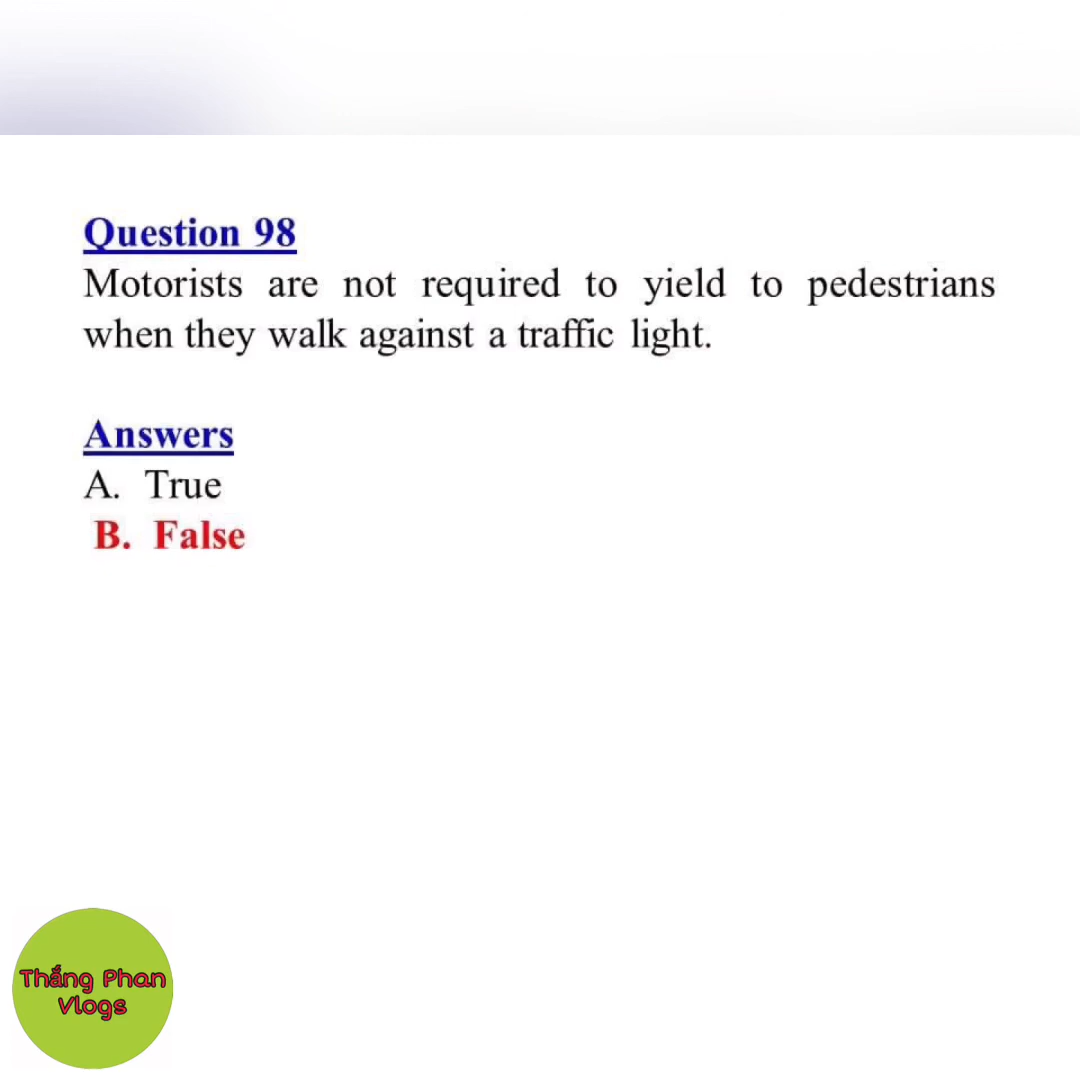 Question 98
Motorists are not required to yield to pedestrians
when they walk against a traffic light.
Answers
A. True
B. False
Thắng Phan
Vlogs